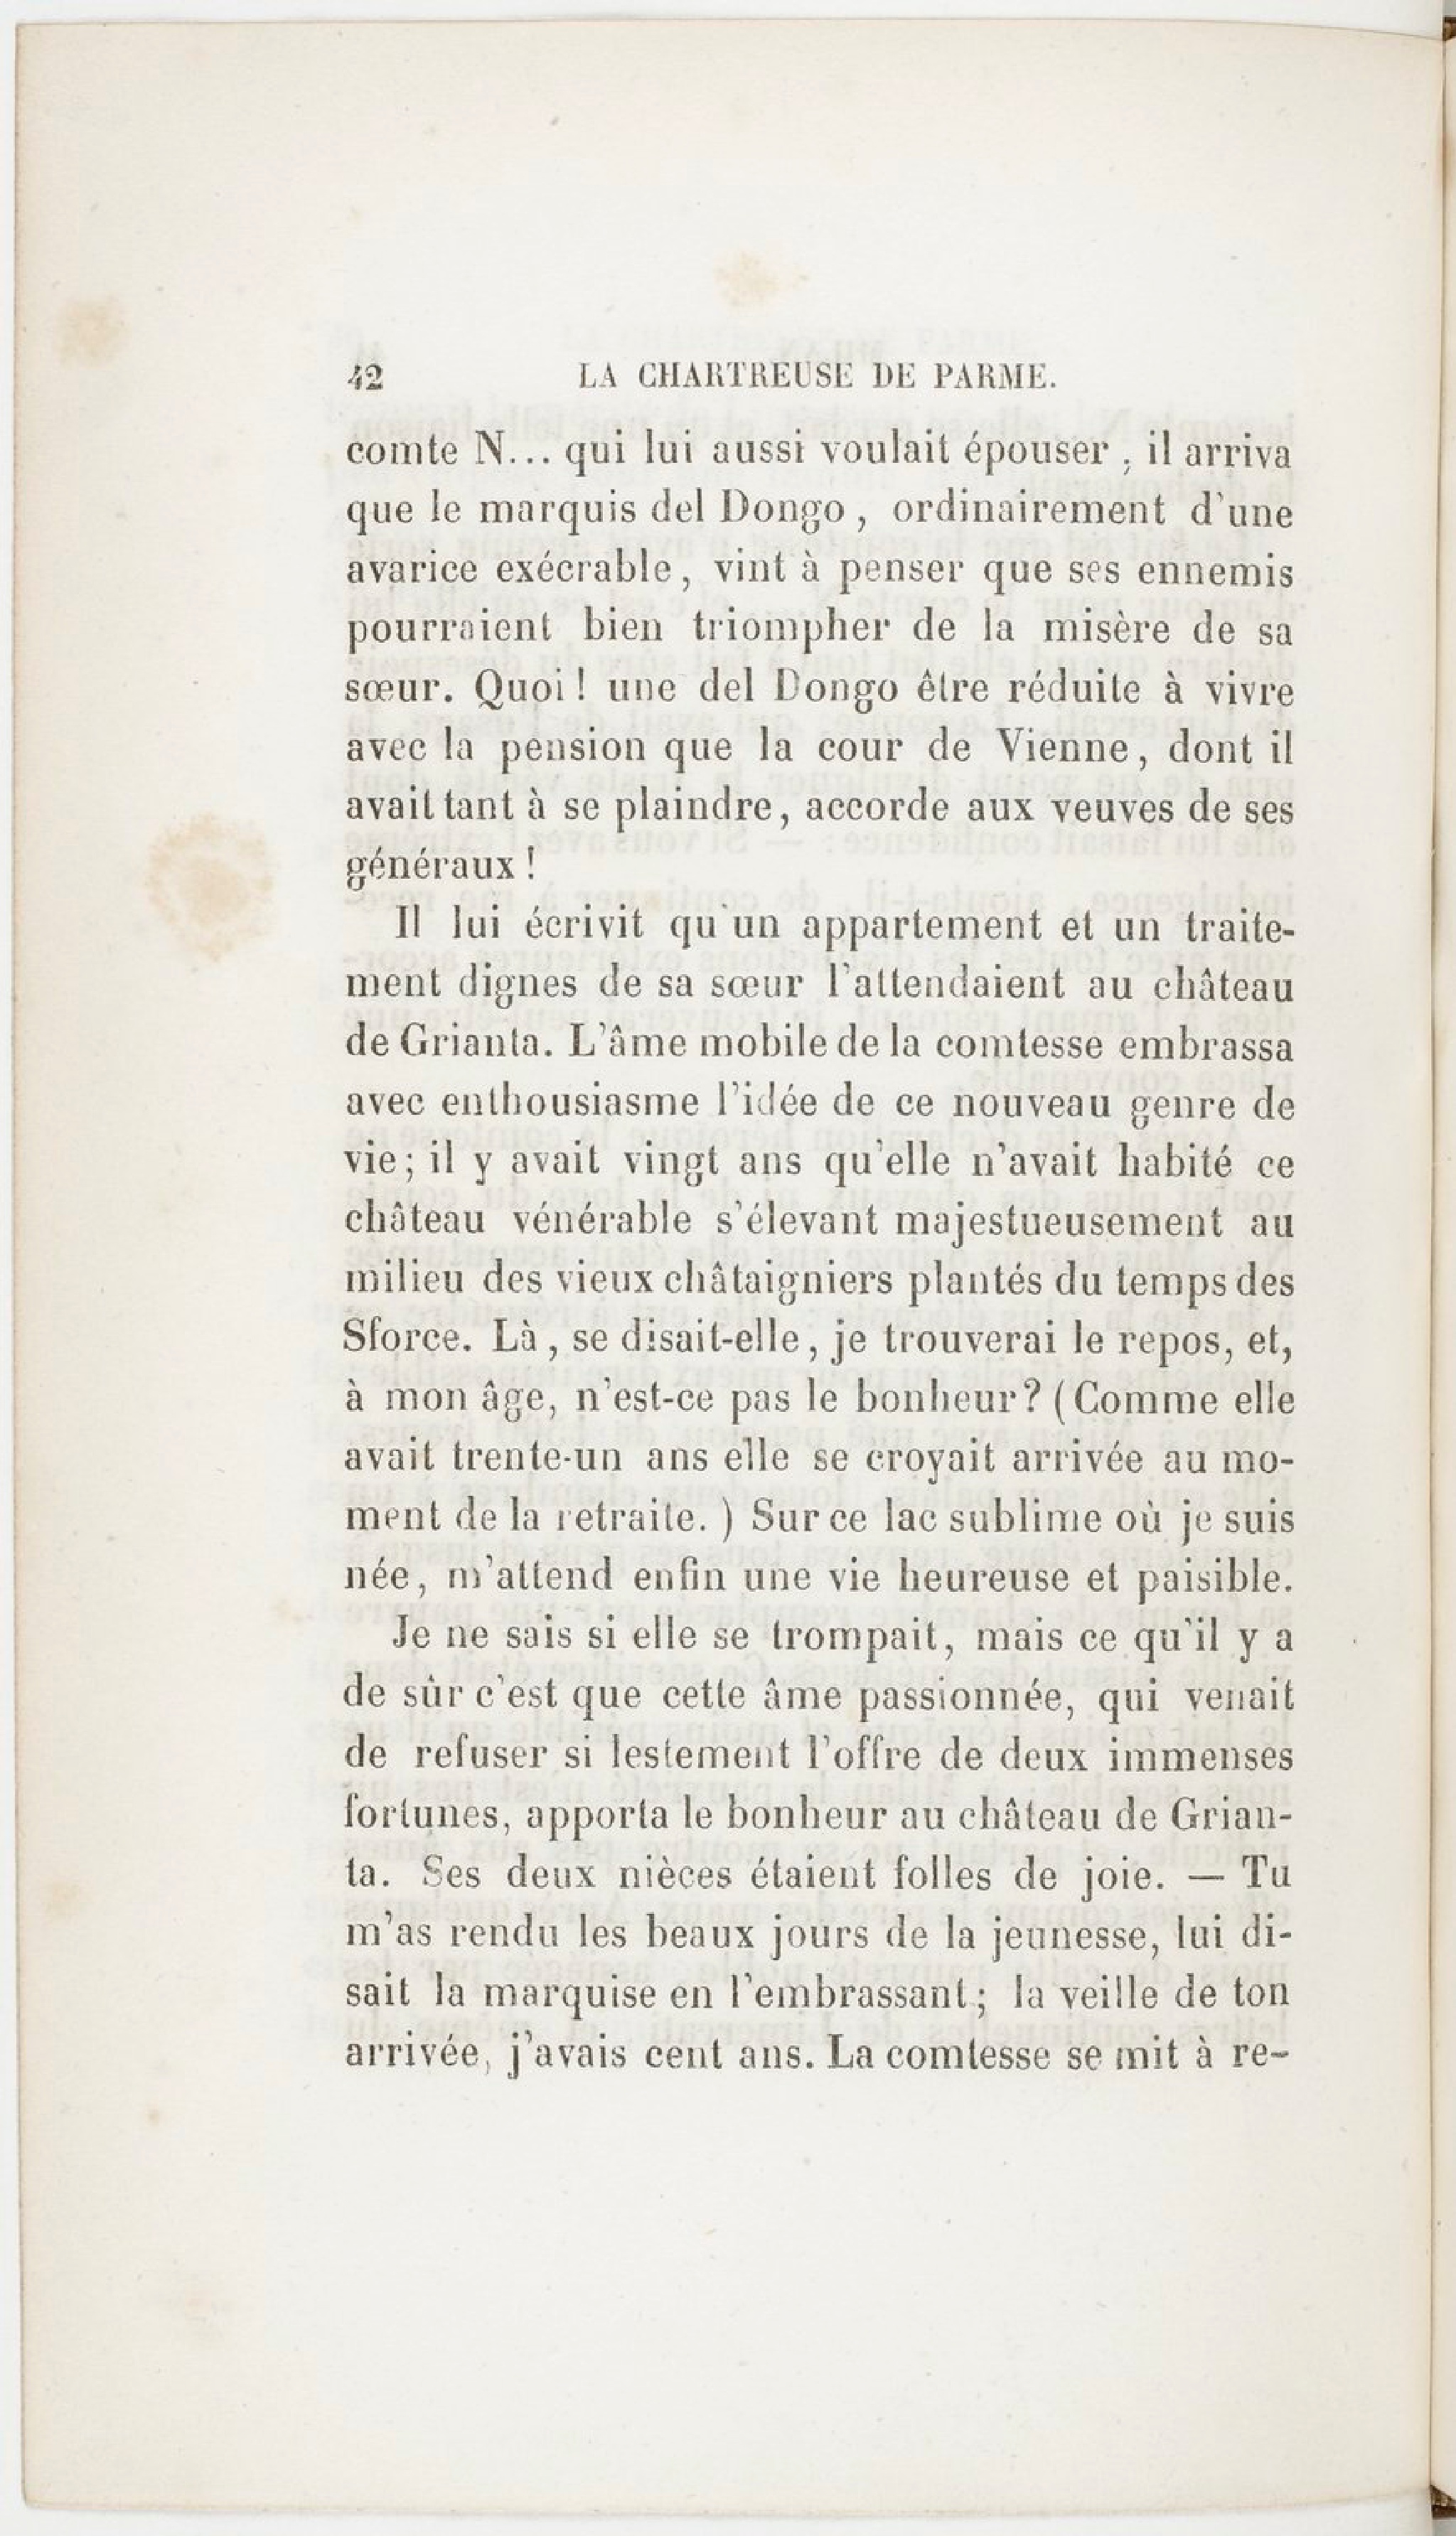 42 LA CHARTREUSE DE PARME.
comte N... qui lui aussi voulait épouser, il arriva
que le marquis del Dongo, ordinairement d'une
avarice exécrable, vint à penser que ses ennemis
pourraient bien triompher de la misère de sa
sœur. Quoi! une del Dongo être réduite à vivre
avec la pension que la cour de Vienne, dont il
avait tant à se plaindre, accorde aux veuves de ses
généraux!
Il lui écrivit qu'un appartement et un traite-
ment dignes de sa sœur l'attendaient au château
de Grianta. L'âme mobile de la comtesse embrassa
avec enthousiasme l'idée de ce nouveau genre de
vie; il y avait vingt ans qu'elle n'avait habité ce
château vénérable s'élevant majestueusement au
milieu des vieux châtaigniers plantés du temps des
Sforce. Là, se disait-elle, je trouverai le repos, et,
à mon âge, n'est-ce pas le bonheur? (Comme elle
avait trente-un ans elle se croyait arrivée au mo-
ment de la retraite.) Sur ce lac sublime où je suis
née, m'attend enfin une vie heureuse et paisible.
Je ne sais si elle se trompait, mais ce qu'il y a
de sûr c'est que cette âme passionnée, qui venait
de refuser si lestement l'offre de deux immenses
fortunes, apporta le bonheur au château de Grian-
ta. Ses deux nièces étaient folles de joie. — Tu
m'as rendu les beaux jours de la jeunesse, lui di-
sait la marquise en l'embrassant; la veille de ton
arrivée, j'avais cent ans. La comtesse se mit à re-